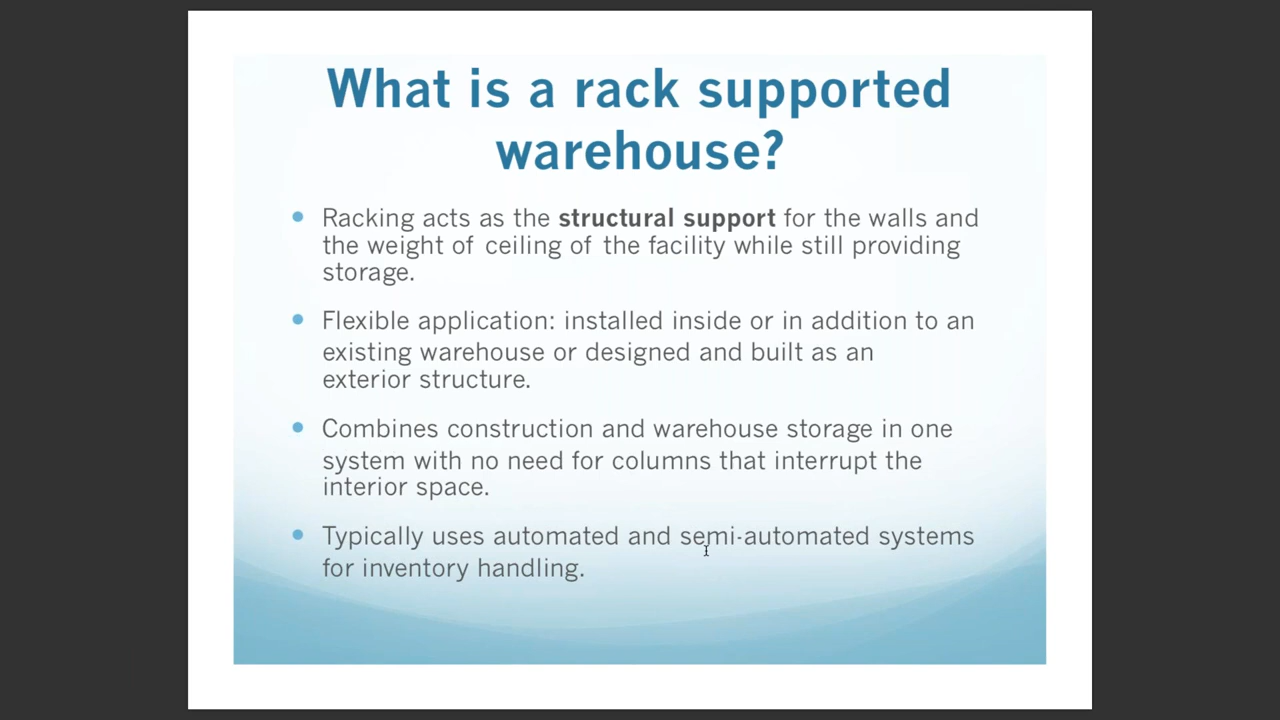 What is a rack supported
warehouse?
Racking acts as the structural support for the walls and
the weight of ceiling of the facility while still providing
storage.
Flexible application: installed inside or in addition to an
existing warehouse or designed and built as an
exterior structure.
Combines construction and warehouse storage in one
system with no need for columns that interrupt the
interior space.
Typically uses automated and semi-automated systems
for inventory handling.